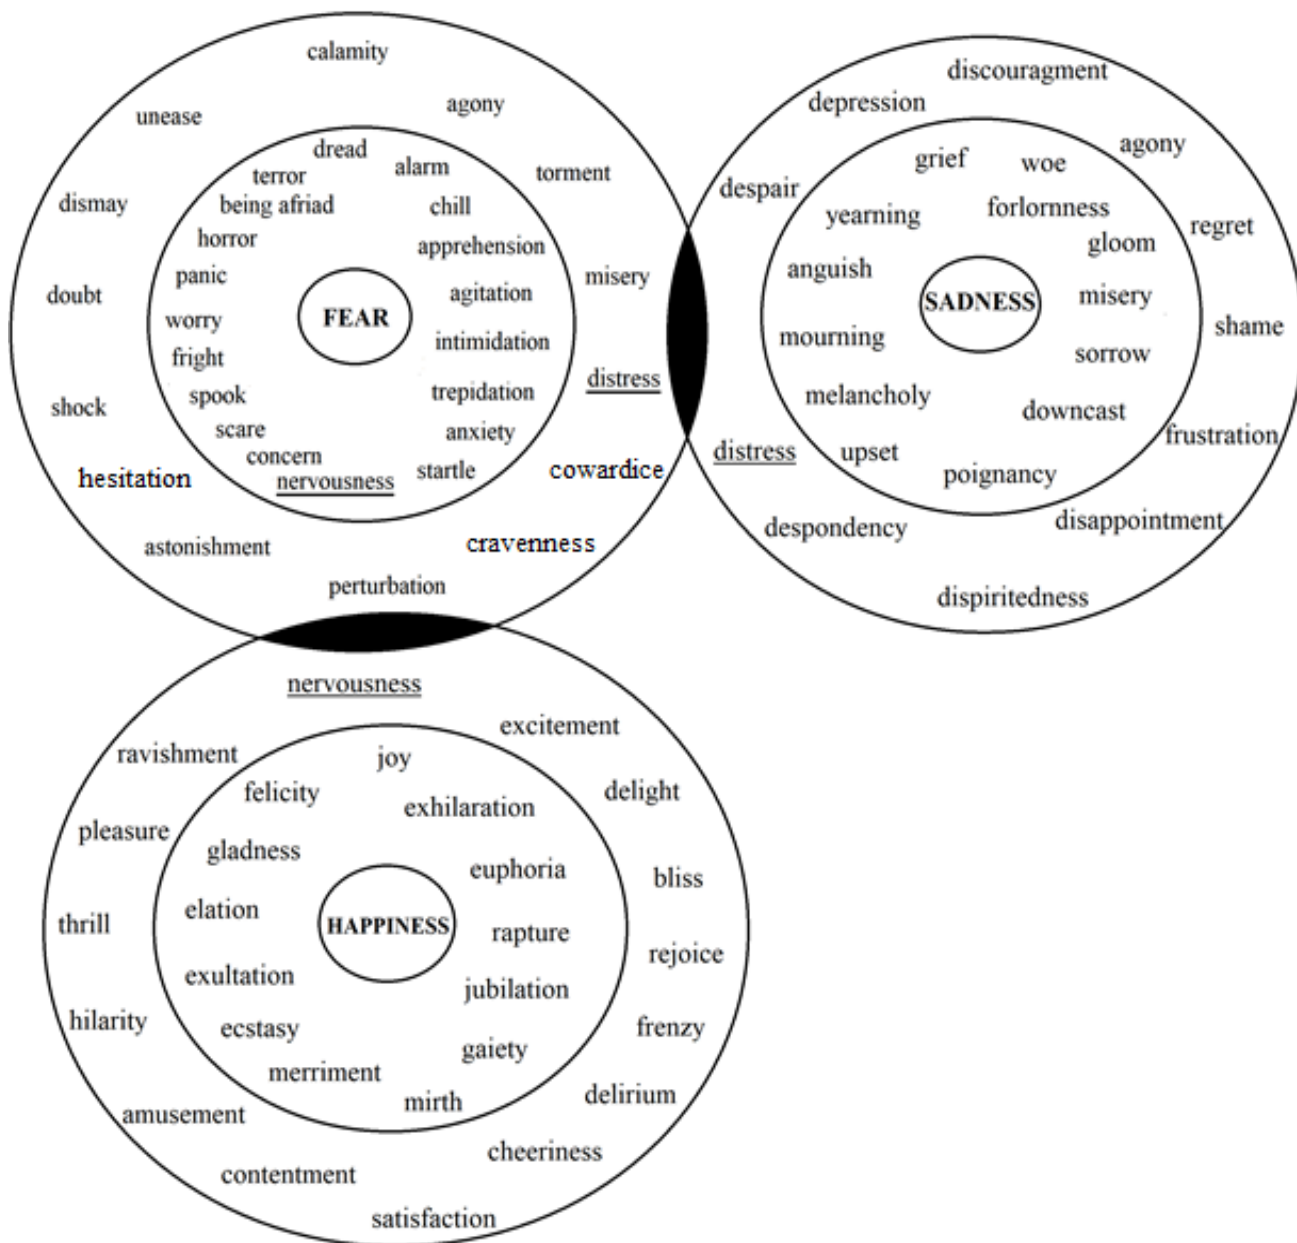 calamity
agony
unease
torment
dismay
misery
doubt
distress
shock
hesitation
cowardice
astonishment
cravenness
perturbation
dread
alarm
terror
being afriad
chill
horror
apprehension
panic
agitation
worry
intimidation
fright
trepidation
spook
anxiety
scare
concern
startle
nervousness
FEAR
discouragment
depression
agony
despair
regret
shame
frustration
distress
disappointment
despondency
dispiritedness
grief
woe
yearning
forlornness
gloom
anguish
misery
mourning
sorrow
melancholy
downcast
upset
poignancy
SADNESS
nervousness
excitement
ravishment
delight
pleasure
bliss
thrill
rejoice
hilarity
frenzy
amusement
delirium
cheeriness
contentment
satisfaction
joy
felicity
exhilaration
gladness
euphoria
elation
rapture
exultation
jubilation
ecstasy
gaiety
merriment
mirth
HAPPINESS